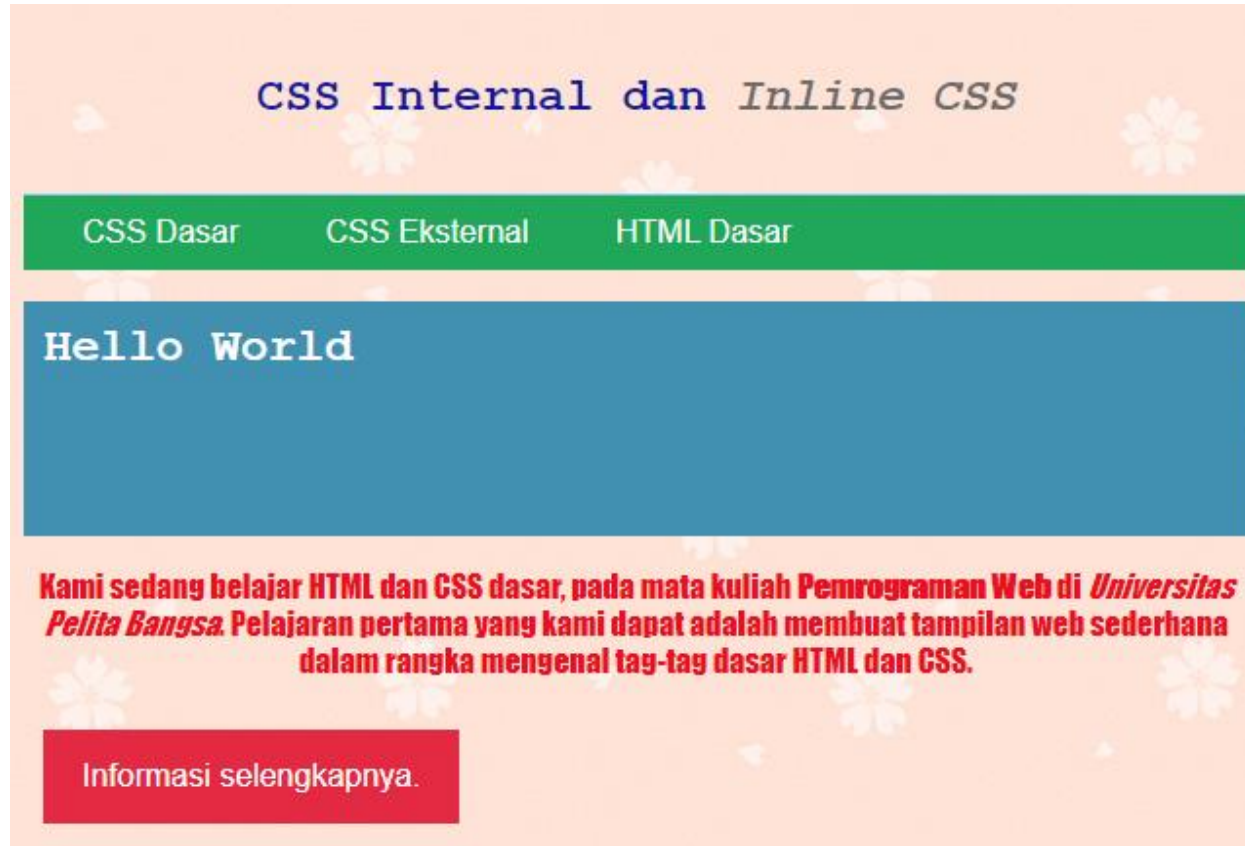 CSS Internal dan Inline CSS
CSS Dasar CSS Eksternal HTML Dasar
Hello World
Kami sedang belajar HTML dan CSS dasar, pada mata kuliah Pemrograman Web di Universitas
Pelita Bangsa. Pelajaran pertama yang kami dapat adalah membuat tampilan web sederhana
dalam rangka mengenal tag-tag dasar HTML dan CSS.
Informasi selengkapnya.